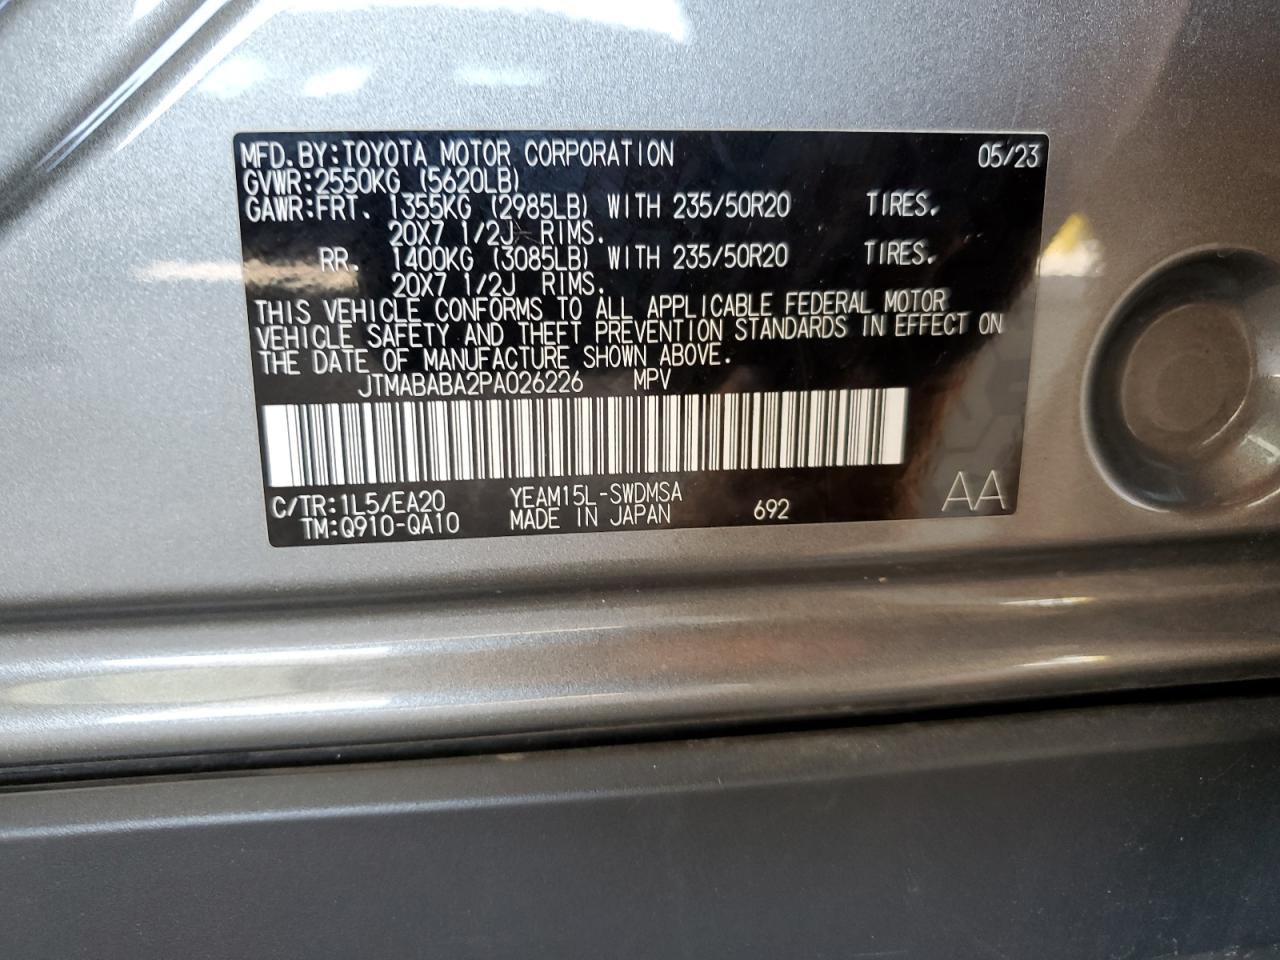 MFD.BY:TOYOTA MOTOR CORPORATION 05/23
GVWR:2550KG (5620LB)
GAWR:FRT. 1355KG (2985LB) WITH 235/50R20 TIRES.
20X7 1/2J RIMS.
RR. 1400KG (3085LB) WITH 235/50R20 TIRES.
20X7 1/2J RIMS.
THIS VEHICLE CONFORMS TO ALL APPLICABLE FEDERAL MOTOR
VEHICLE SAFETY AND THEFT PREVENTION STANDARDS IN EFFECT ON
THE DATE OF MANUFACTURE SHOWN ABOVE.
JTMABABA2PA026226 MPV
C/TR:1L5/EA20 YEAM15L-SWDMSA
TM:Q910-QA10 MADE IN JAPAN 692 AA